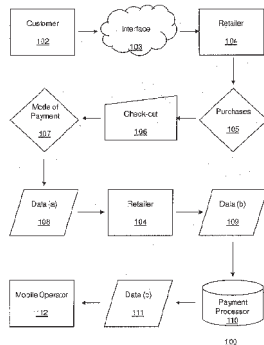 Customer
102
Interface
103
Retailer
104
Mode of
Payment
107
Check-out
106
Purchases
105
Data (a)
108
Retailer
104
Data (b)
109
Mobile Operator
112
Data (c)
111
Payment
Processor
110
100